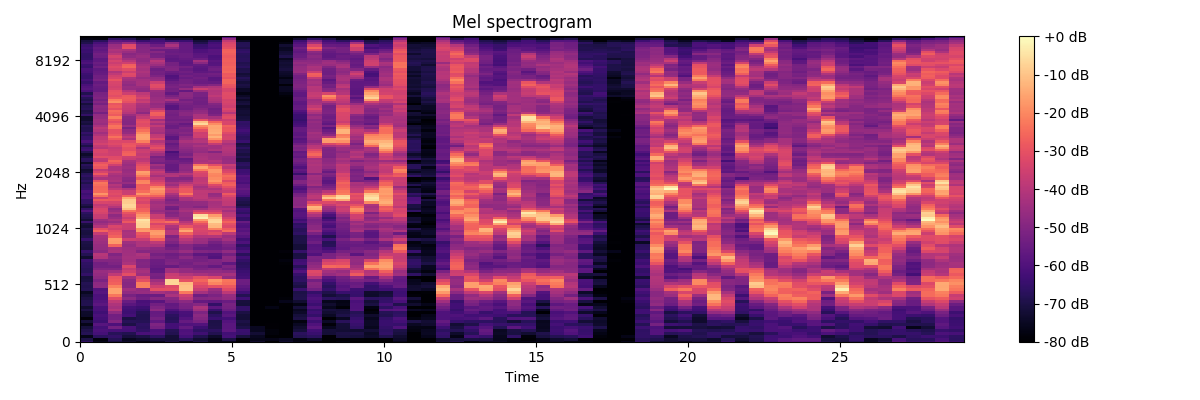 Mel spectrogram
+0 dB
8192
-10 dB
4096
-20 dB
-30 dB
2048
Hz
-40 dB
1024
-50 dB
-60 dB
512
-70 dB
0
-80 dB
0 5 10 15 20 25
Time